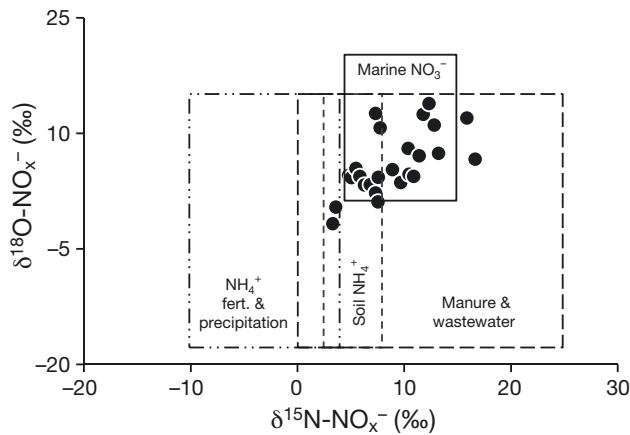 25
10
−5
−20
δ¹⁸O-NOₓ⁻ (‰)
Marine NO₃⁻
NH₄⁺
fert. &
precipitation
Soil NH₄⁺
Manure &
wastewater
−20
−10
0
10
20
30
δ¹⁵N-NOₓ⁻ (‰)